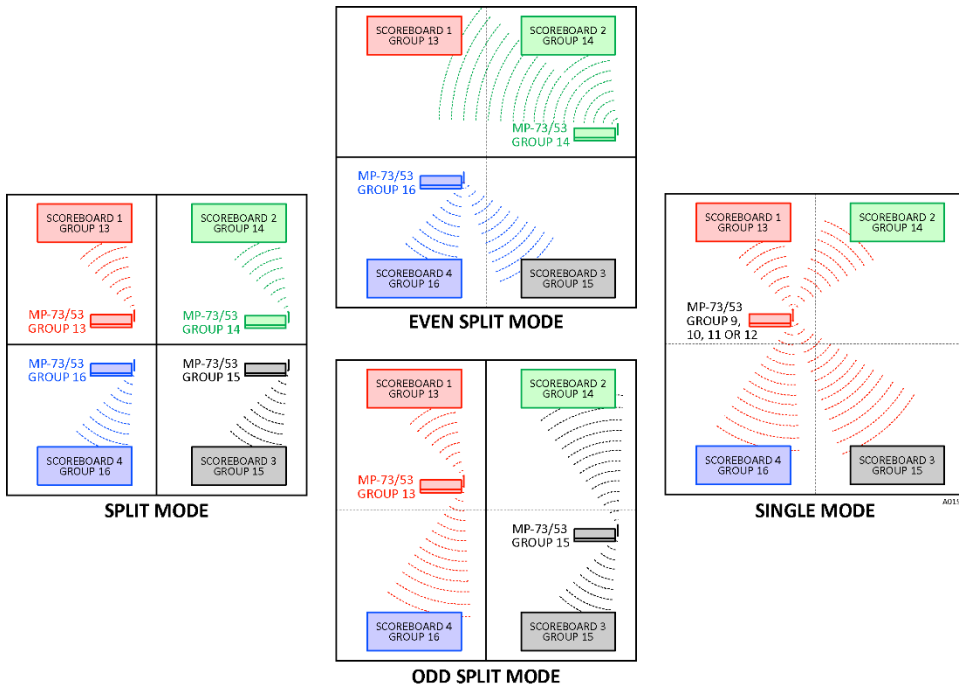 SCOREBOARD 1
GROUP 13
SCOREBOARD 2
GROUP 14
MP-73/53
GROUP 14
MP-73/53
GROUP 16
SCOREBOARD 4
GROUP 16
SCOREBOARD 3
GROUP 15
EVEN SPLIT MODE
SCOREBOARD 1
GROUP 13
SCOREBOARD 2
GROUP 14
MP-73/53
GROUP 13
MP-73/53
GROUP 14
MP-73/53
GROUP 16
MP-73/53
GROUP 15
SCOREBOARD 4
GROUP 16
SCOREBOARD 3
GROUP 15
SPLIT MODE
SCOREBOARD 1
GROUP 13
SCOREBOARD 2
GROUP 14
MP-73/53
GROUP 13
MP-73/53
GROUP 15
SCOREBOARD 4
GROUP 16
SCOREBOARD 3
GROUP 15
ODD SPLIT MODE
SCOREBOARD 1
GROUP 13
SCOREBOARD 2
GROUP 14
MP-73/53
GROUP 9,
10, 11 OR 12
SCOREBOARD 4
GROUP 16
SCOREBOARD 3
GROUP 15
SINGLE MODE